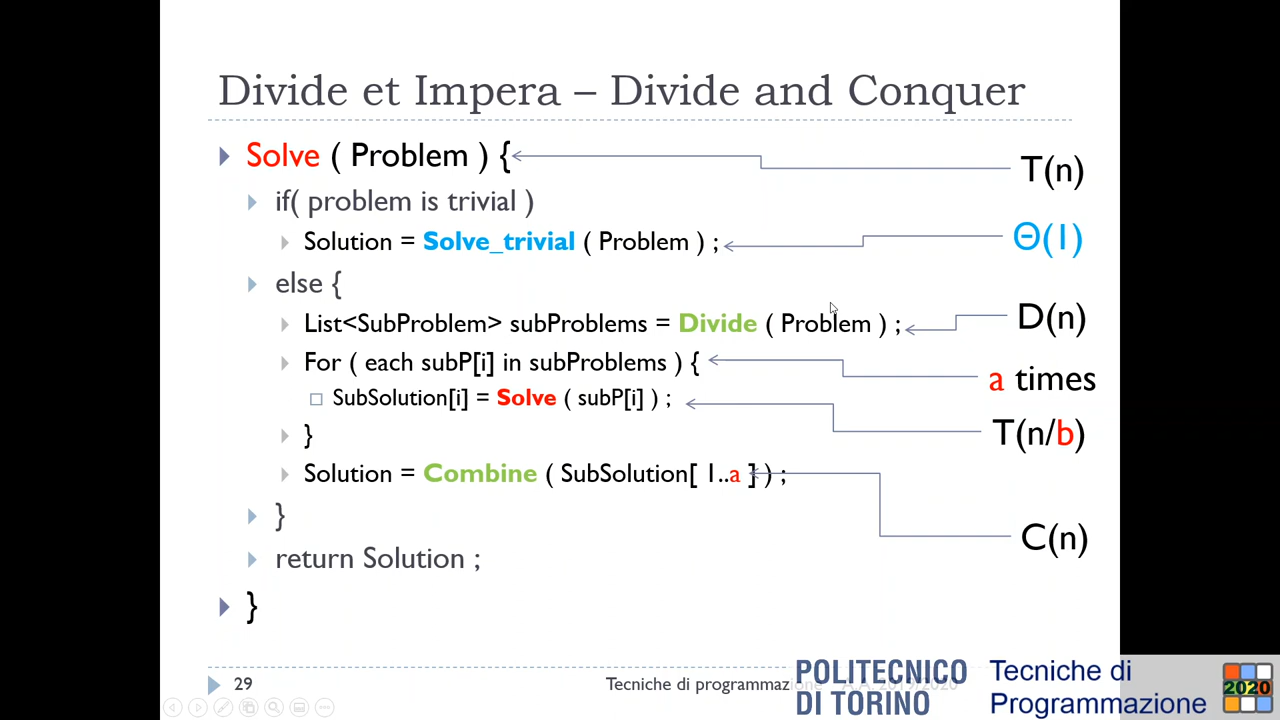 Divide et Impera – Divide and Conquer
Solve ( Problem ) {
T(n)
if( problem is trivial )
Solution = Solve_trivial ( Problem ) ;
Θ(1)
else {
List<SubProblem> subProblems = Divide ( Problem ) ;
D(n)
For ( each subP[i] in subProblems ) {
a times
SubSolution[i] = Solve ( subP[i] ) ;
T(n/b)
}
Solution = Combine ( SubSolution[ 1..a ] ) ;
C(n)
}
return Solution ;
}
29
Tecniche di programmazione A.A. 2019/2020
POLITECNICO
DI TORINO
Tecniche di
Programmazione
2020